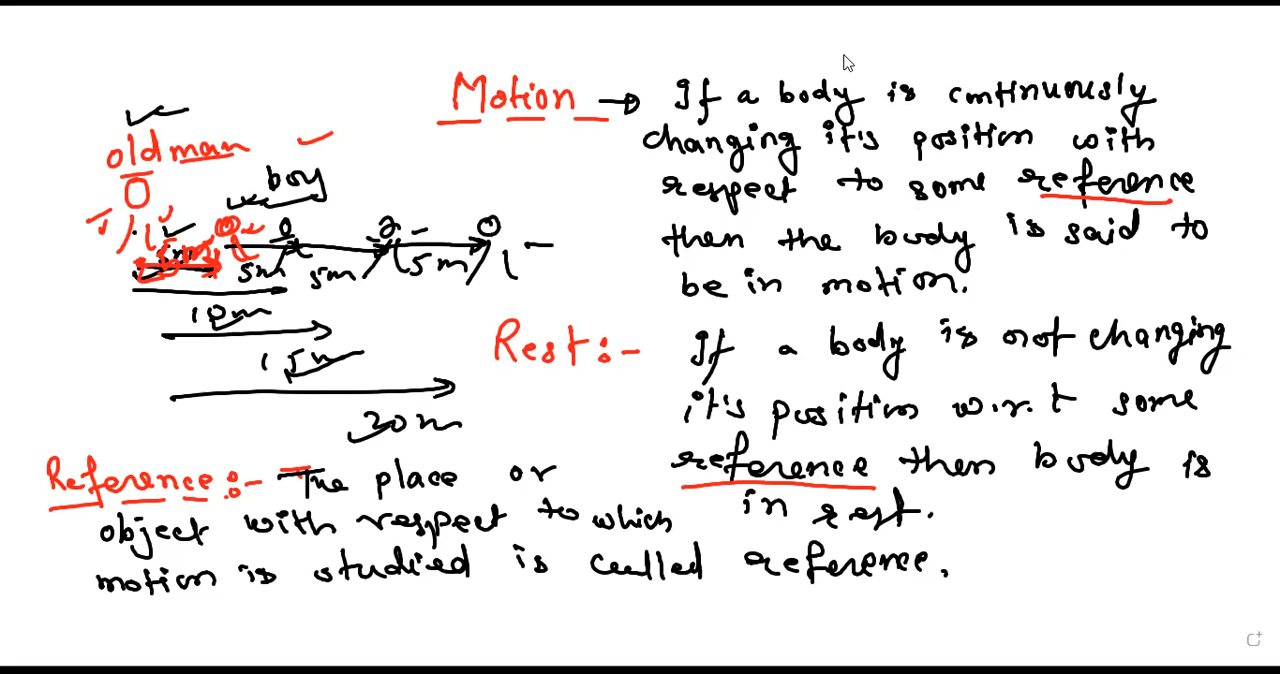 Motion → If a body is continuously
changing it's position with
respect to some reference
then the body is said to
be in motion.
old man
boy
5m
5m 5m 5m
10m
15m
20m
Rest:- If a body is not changing
it's position w.r.t some
reference then body is
in rest.
Reference:- The place or
object with respect to which
motion is studied is called reference.